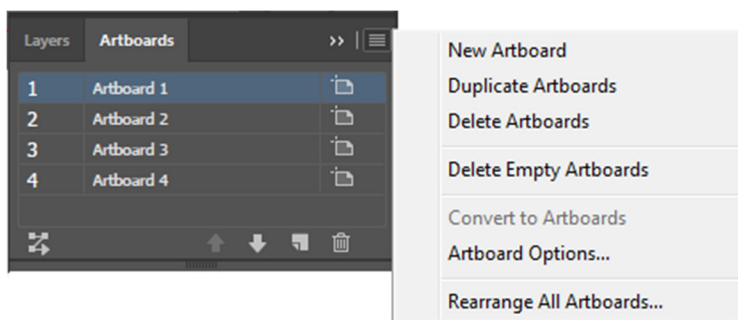 Layers Artboards
1 Artboard 1
2 Artboard 2
3 Artboard 3
4 Artboard 4
New Artboard
Duplicate Artboards
Delete Artboards
Delete Empty Artboards
Convert to Artboards
Artboard Options...
Rearrange All Artboards...